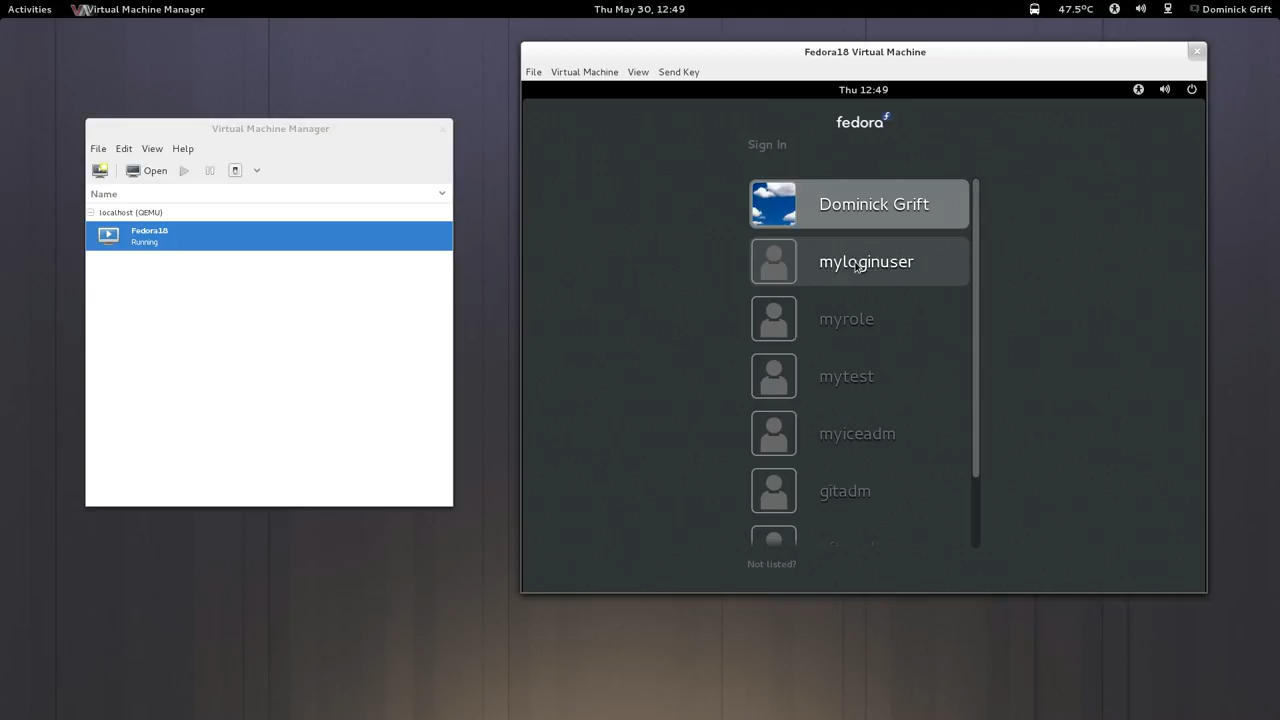 Activities Virtual Machine Manager Thu May 30, 12:49 47.5°C Dominick Grift
Fedora18 Virtual Machine
File Virtual Machine View Send Key
Thu 12:49
fedora
Sign In
Dominick Grift
myloginuser
myrole
mytest
myiceadm
gitadm
Not listed?
Virtual Machine Manager
File Edit View Help
Open
Name
localhost (QEMU)
Fedora18
Running